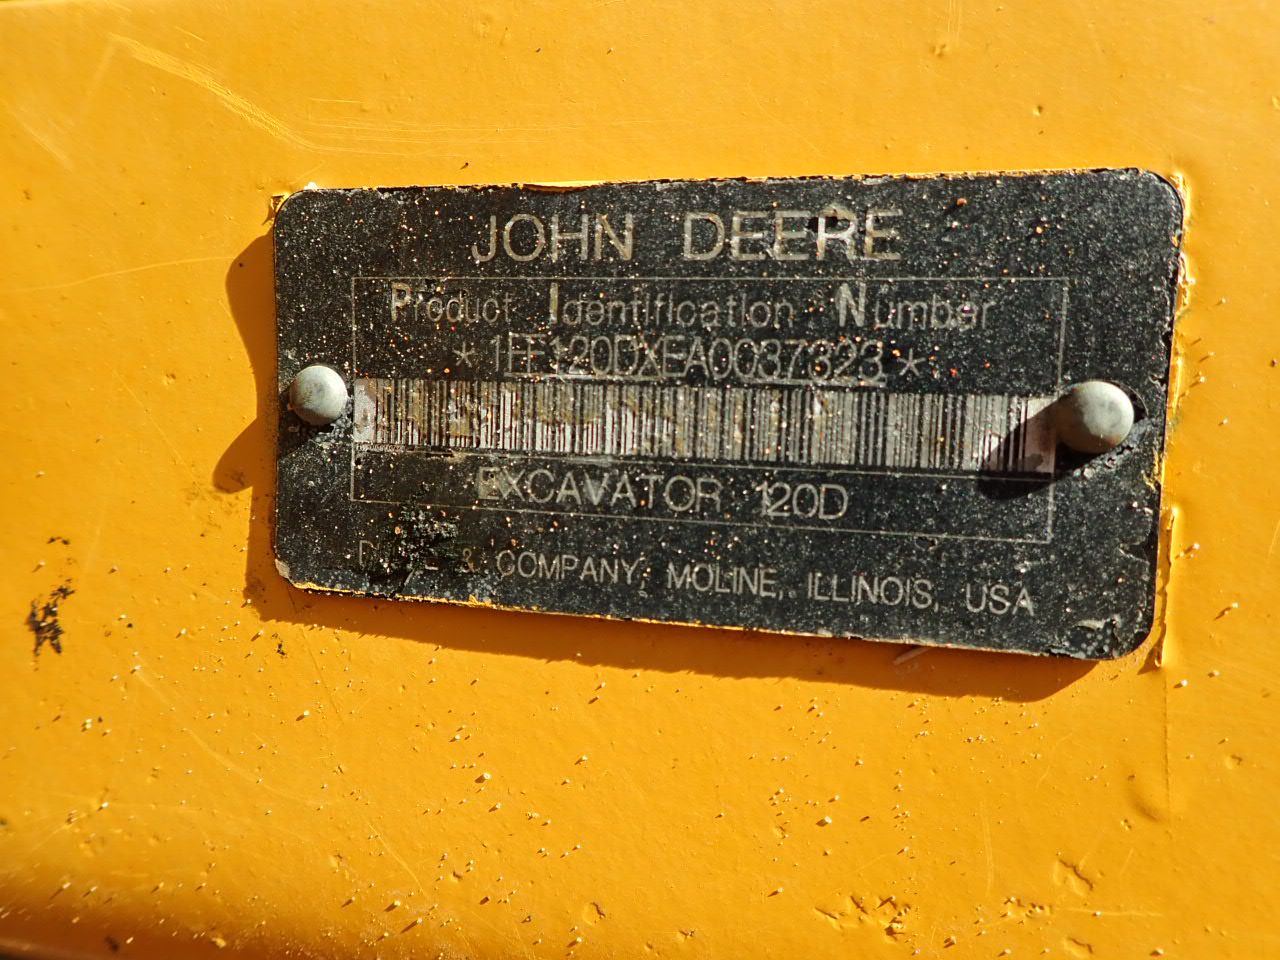 JOHN DEERE
Product Identification Number
*1FF120DXEA0037323*
EXCAVATOR 120D
& COMPANY, MOLINE, ILLINOIS, USA